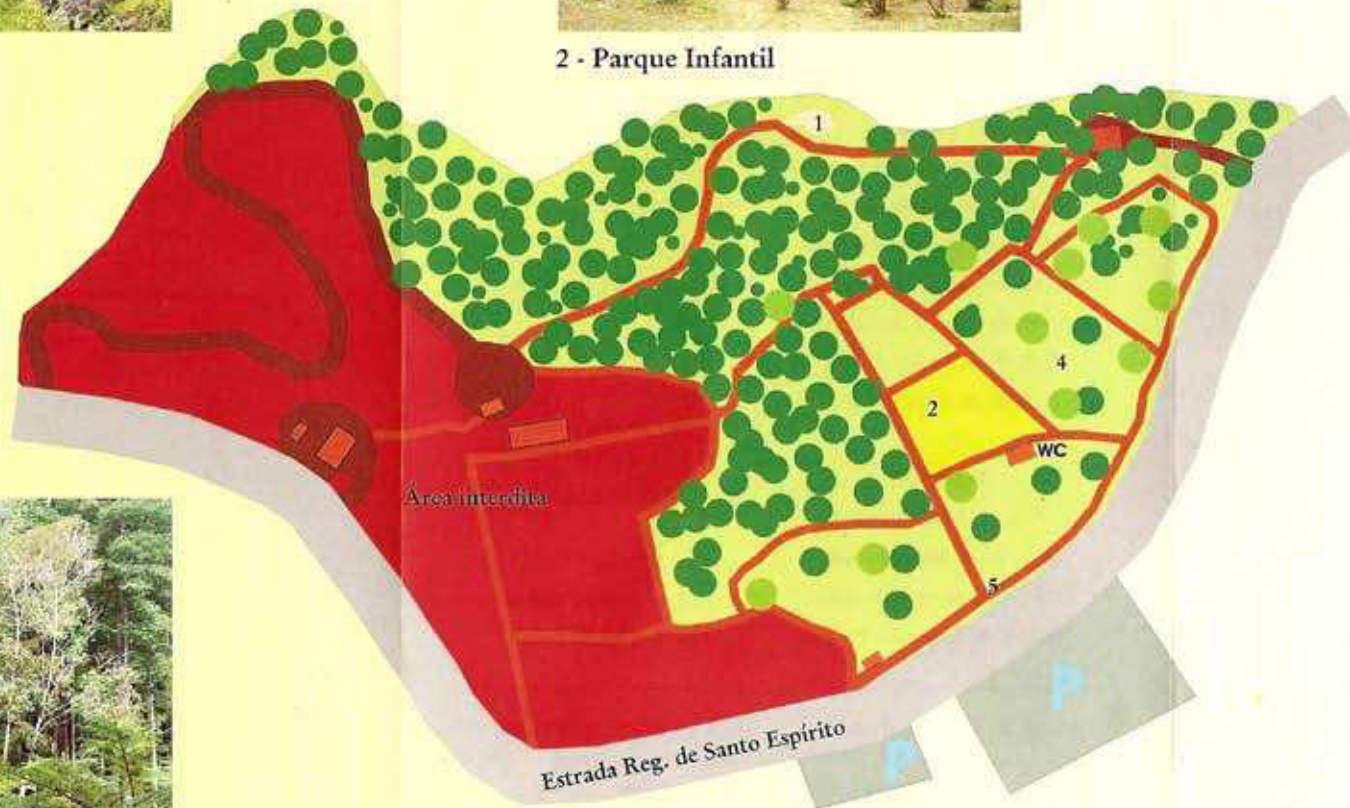 2 - Parque Infantil
1
4
2
WC
Área interdita
5
P
Estrada Reg. de Santo Espírito
P